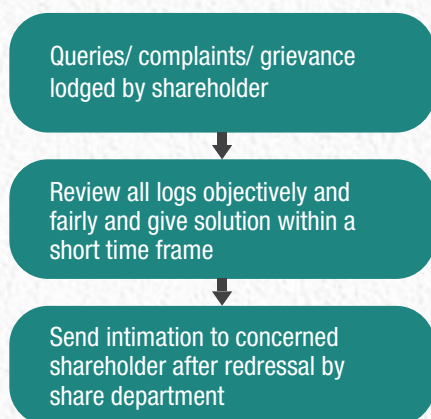 Queries/ complaints/ grievance
lodged by shareholder
Review all logs objectively and
fairly and give solution within a
short time frame
Send intimation to concerned
shareholder after redressal by
share department